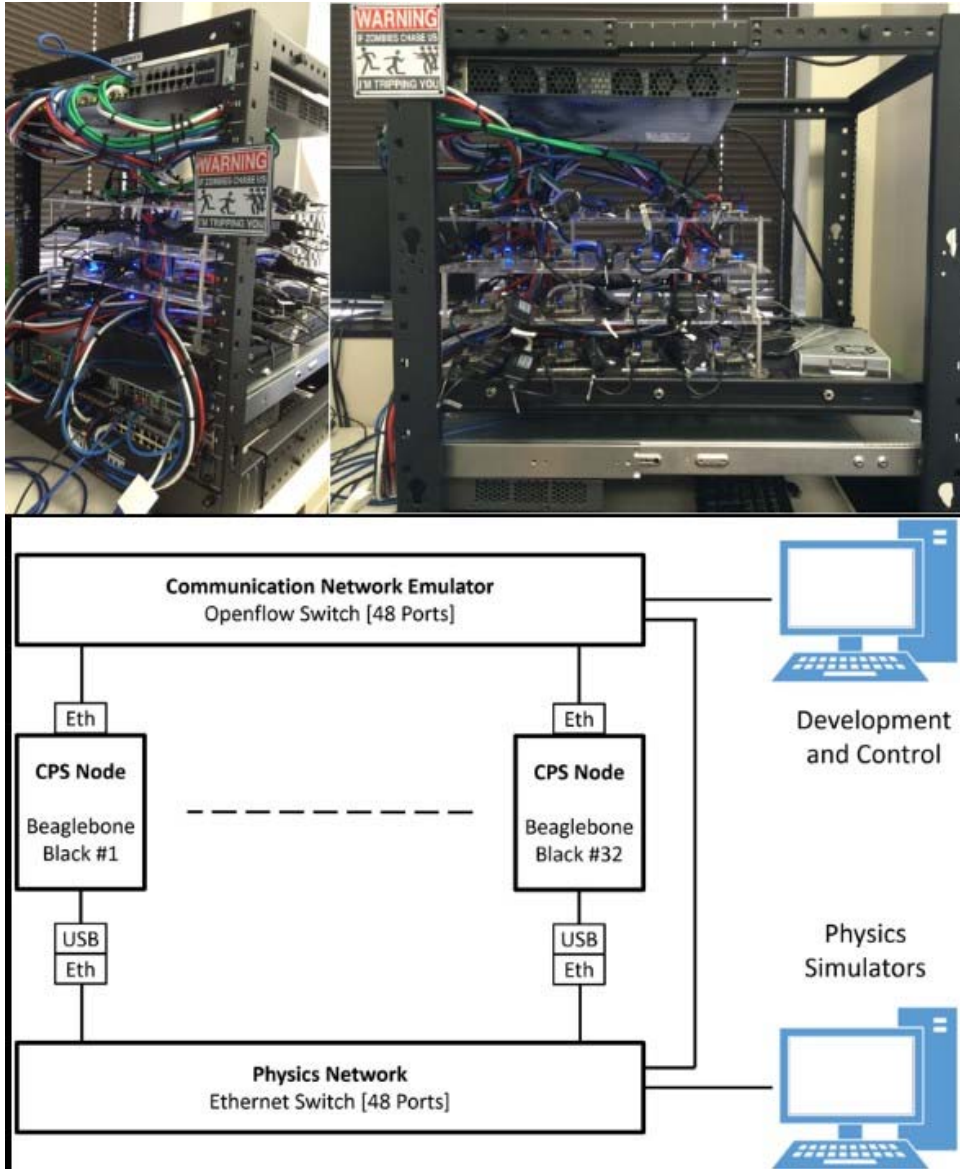 WARNING
IF ZOMBIES CHASE US
I'M TRIPPING YOU
WARNING
IF ZOMBIES CHASE US
I'M TRIPPING YOU
Communication Network Emulator
Openflow Switch [48 Ports]
Eth
Eth
CPS Node
Beaglebone
Black #1
CPS Node
Beaglebone
Black #32
Development
and Control
USB
Eth
USB
Eth
Physics
Simulators
Physics Network
Ethernet Switch [48 Ports]